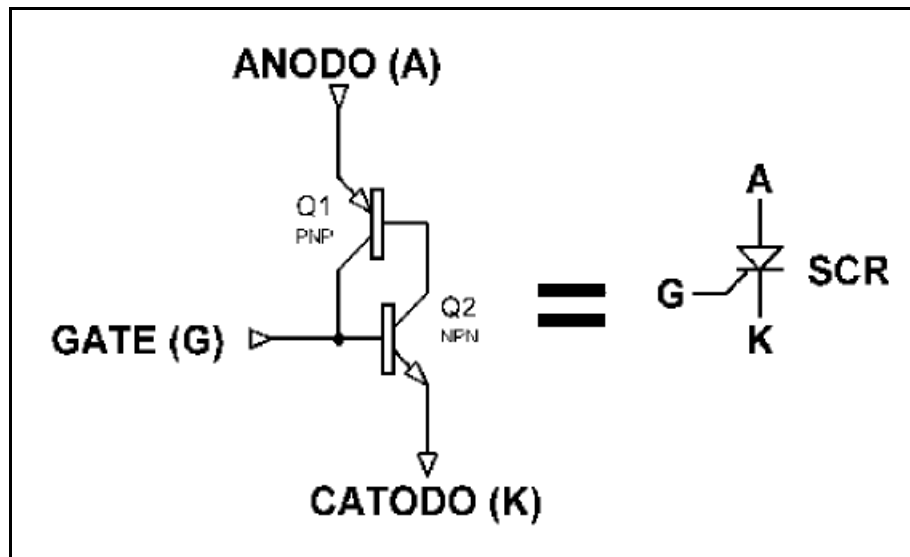 ANODO (A)
Q1
PNP
Q2
NPN
GATE (G)
CATODO (K)
=
A
G
SCR
K